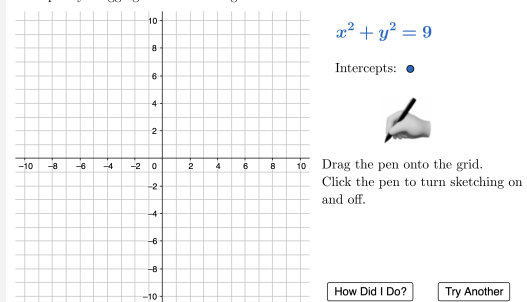 x² + y² = 9
Intercepts:
Drag the pen onto the grid.
Click the pen to turn sketching on
and off.
How Did I Do?
Try Another
10
8
6
4
2
−10 −8 −6 −4 −2 0 2 4 6 8 10
−2
−4
−6
−8
−10